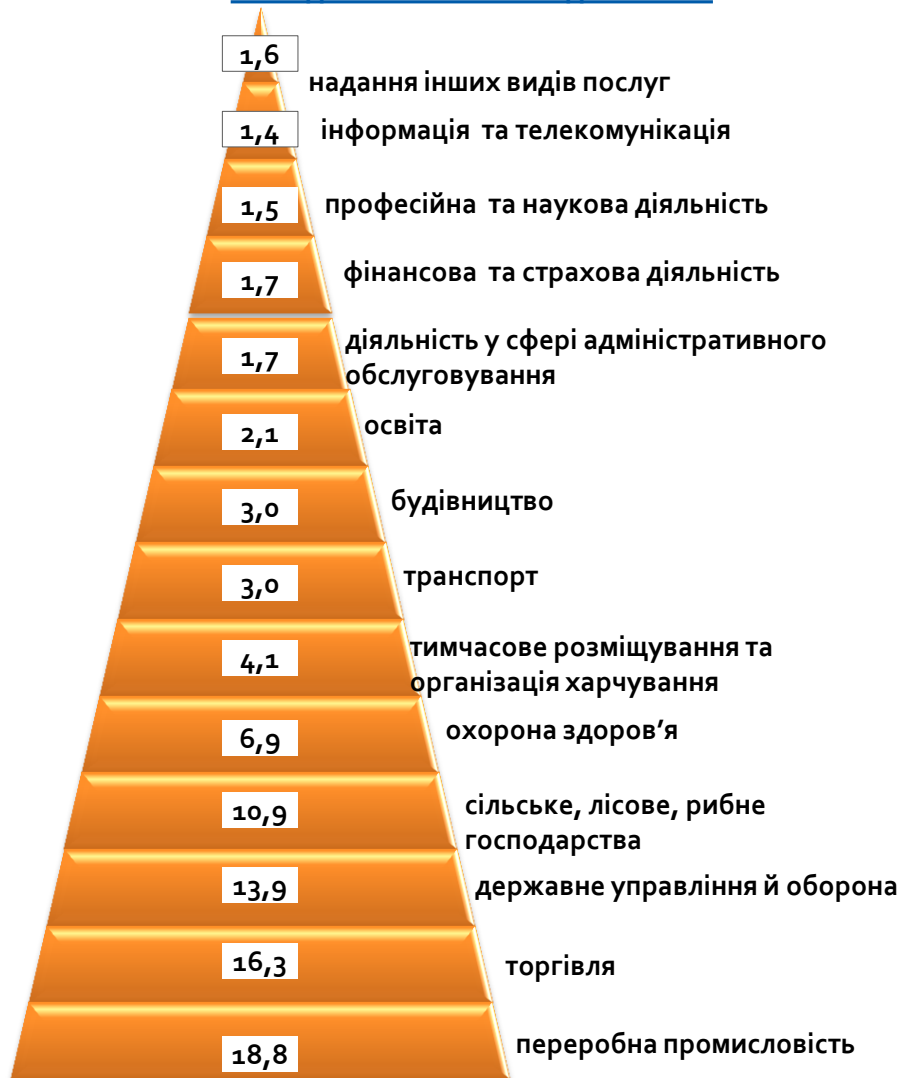 1,6
надання інших видів послуг
1,4
інформація та телекомунікація
1,5
професійна та наукова діяльність
1,7
фінансова та страхова діяльність
1,7
діяльність у сфері адміністративного
обслуговування
2,1
освіта
3,0
будівництво
3,0
транспорт
4,1
тимчасове розміщування та
організація харчування
6,9
охорона здоров’я
10,9
сільське, лісове, рибне
господарства
13,9
державне управління й оборона
16,3
торгівля
18,8
переробна промисловість